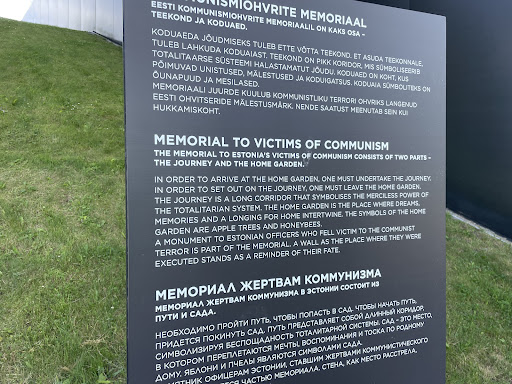 MUNISMIOHVRITE MEMORIAAL
EESTI KOMMUNISMIOHVRITE MEMORIAALIL ON KAKS OSA –
TEEKOND JA KODUAED.
KODUAEDA JÕUDMISEKS TULEB ETTE VÕTTA TEEKOND. ET ASUDA TEEKONNALE,
TULEB LAHKUDA KODUAIAST. TEEKOND ON PIKK KORIDOR, MIS SÜMBOLISEERIB
TOTALITAARSE SÜSTEEMI HALASTAMATUT JÕUDU. KODUAED ON KOHT, KUS
PÕIMUVAD UNISTUSED, MÄLESTUSED JA KODUIGATSUS. KODUAIA SÜMBOLITEKS ON
ÕUNAPUUD JA MESILASED.
MEMORIAALI JUURDE KUULUB KOMMUNISTLIKU TERRORI OHVRIKS LANGENUD
EESTI OHVITSERIDE MÄLESTUSMÄRK. NENDE SAATUST MEENUTAB SEIN KUI
HUKKAMISKOHT.
MEMORIAL TO VICTIMS OF COMMUNISM
THE MEMORIAL TO ESTONIA'S VICTIMS OF COMMUNISM CONSISTS OF TWO PARTS –
THE JOURNEY AND THE HOME GARDEN.
IN ORDER TO ARRIVE AT THE HOME GARDEN, ONE MUST UNDERTAKE THE JOURNEY.
IN ORDER TO SET OUT ON THE JOURNEY, ONE MUST LEAVE THE HOME GARDEN.
THE JOURNEY IS A LONG CORRIDOR THAT SYMBOLISES THE MERCILESS POWER OF
THE TOTALITARIAN SYSTEM. THE HOME GARDEN IS THE PLACE WHERE DREAMS,
MEMORIES AND A LONGING FOR HOME INTERTWINE. THE SYMBOLS OF THE HOME
GARDEN ARE APPLE TREES AND HONEYBEES.
A MONUMENT TO ESTONIAN OFFICERS WHO FELL VICTIM TO THE COMMUNIST
TERROR IS PART OF THE MEMORIAL. A WALL AS THE PLACE WHERE THEY WERE
EXECUTED STANDS AS A REMINDER OF THEIR FATE.
МЕМОРИАЛ ЖЕРТВАМ КОММУНИЗМА
МЕМОРИАЛ ЖЕРТВАМ КОММУНИЗМА В ЭСТОНИИ СОСТОИТ ИЗ
ПУТИ И САДА.
НЕОБХОДИМО ПРОЙТИ ПУТЬ, ЧТОБЫ ПОПАСТЬ В САД. ЧТОБЫ НАЧАТЬ ПУТЬ,
ПРИДЕТСЯ ПОКИНУТЬ САД. ПУТЬ ПРЕДСТАВЛЯЕТ СОБОЙ ДЛИННЫЙ КОРИДОР,
СИМВОЛИЗИРУЯ БЕСПОЩАДНОСТЬ ТОТАЛИТАРНОЙ СИСТЕМЫ. САД – ЭТО МЕСТО,
В КОТОРОМ ПЕРЕПЛЕТАЮТСЯ МЕЧТЫ, ВОСПОМИНАНИЯ И ТОСКА ПО РОДНОМУ
ДОМУ. ЯБЛОНИ И ПЧЕЛЫ ЯВЛЯЮТСЯ СИМВОЛАМИ САДА.
ПАМЯТНИК ОФИЦЕРАМ ЭСТОНИИ, СТАВШИМ ЖЕРТВАМИ КОММУНИСТИЧЕСКОГО
ЧАСТЬЮ МЕМОРИАЛА. СТЕНА, КАК МЕСТО РАССТРЕЛА,